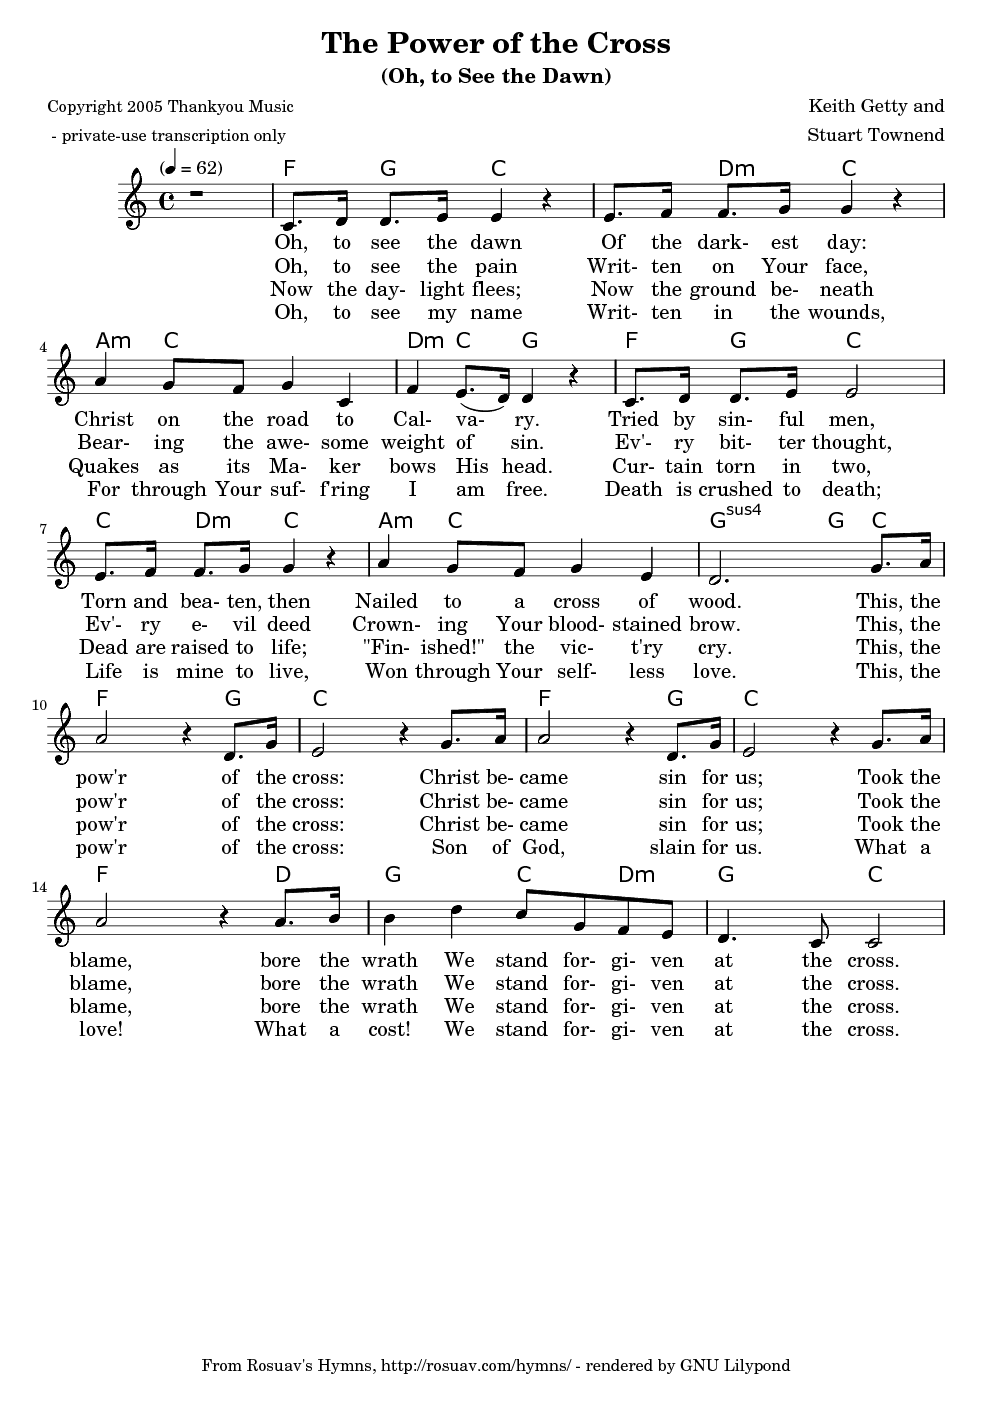 The Power of the Cross
(Oh, to See the Dawn)
Copyright 2005 Thankyou Music
Keith Getty and
- private-use transcription only
Stuart Townend
(♩ = 62)
F G C D m C
Oh, to see the dawn Of the dark- est day:
Oh, to see the pain Writ- ten on Your face,
Now the day- light flees; Now the ground be- neath
Oh, to see my name Writ- ten in the wounds,
A m C D m C G F G C
4
Christ on the road to Cal- va- ry. Tried by sin- ful men,
Bear- ing the awe- some weight of sin. Ev'- ry bit- ter thought,
Quakes as its Ma- ker bows His head. Cur- tain torn in two,
For through Your suf- f'ring I am free. Death is crushed to death;
C D m C A m C G sus4 G C
7
Torn and bea- ten, then Nailed to a cross of wood. This, the
Ev'- ry e- vil deed Crown- ing Your blood- stained brow. This, the
Dead are raised to life; "Fin- ished!" the vic- t'ry cry. This, the
Life is mine to live, Won through Your self- less love. This, the
F G C F G C
10
pow'r of the cross: Christ be- came sin for us; Took the
pow'r of the cross: Christ be- came sin for us; Took the
pow'r of the cross: Christ be- came sin for us; Took the
pow'r of the cross: Son of God, slain for us. What a
F D G C D m G C
14
blame, bore the wrath We stand for- gi- ven at the cross.
blame, bore the wrath We stand for- gi- ven at the cross.
blame, bore the wrath We stand for- gi- ven at the cross.
love! What a cost! We stand for- gi- ven at the cross.
From Rosuav's Hymns, http://rosuav.com/hymns/ - rendered by GNU Lilypond